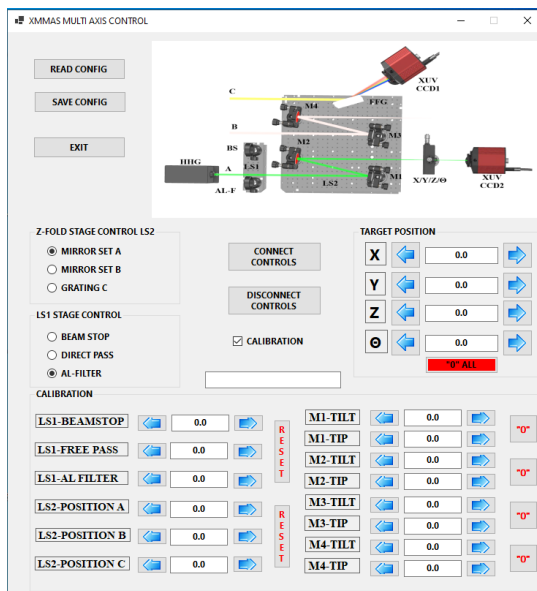 XMMAS MULTI AXIS CONTROL
READ CONFIG
SAVE CONFIG
EXIT
XUV
CCD1
C
M4
FFG
B
M3
BS
M2
HHG
A
LS1
M1
AL-F
LS2
X/Y/Z/Θ
XUV
CCD2
Z-FOLD STAGE CONTROL LS2
MIRROR SET A
MIRROR SET B
GRATING C
CONNECT
CONTROLS
DISCONNECT
CONTROLS
CALIBRATION
TARGET POSITION
X 0.0
Y 0.0
Z 0.0
Θ 0.0
"0" ALL
LS1 STAGE CONTROL
BEAM STOP
DIRECT PASS
AL-FILTER
CALIBRATION
LS1-BEAMSTOP 0.0
LS1-FREE PASS 0.0
LS1-AL FILTER 0.0
RESET
LS2-POSITION A 0.0
LS2-POSITION B 0.0
LS2-POSITION C 0.0
RESET
M1-TILT 0.0
M1-TIP 0.0
"0"
M2-TILT 0.0
M2-TIP 0.0
"0"
M3-TILT 0.0
M3-TIP 0.0
"0"
M4-TILT 0.0
M4-TIP 0.0
"0"